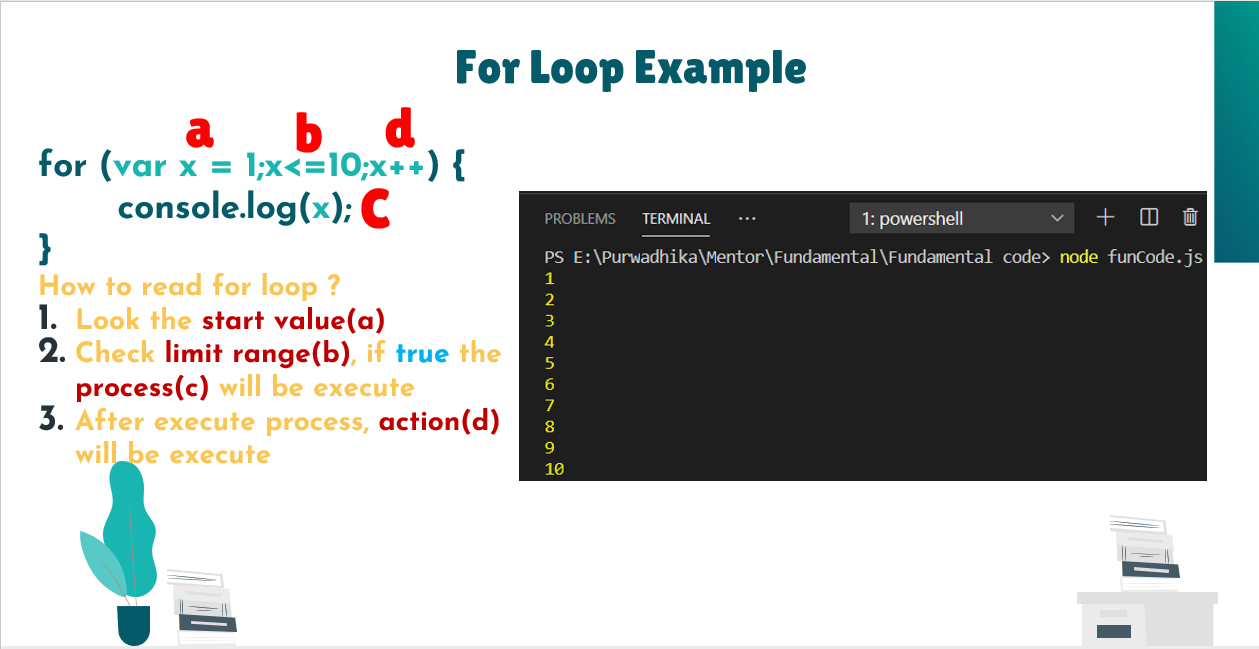 For Loop Example
a b d
for (var x = 1;x<=10;x++) {
console.log(x); C
}
How to read for loop ?
1. Look the start value(a)
2. Check limit range(b), if true the
process(c) will be execute
3. After execute process, action(d)
will be execute
PROBLEMS TERMINAL ...
1: powershell
PS E:\Purwadhika\Mentor\Fundamental\Fundamental code> node funCode.js
1
2
3
4
5
6
7
8
9
10